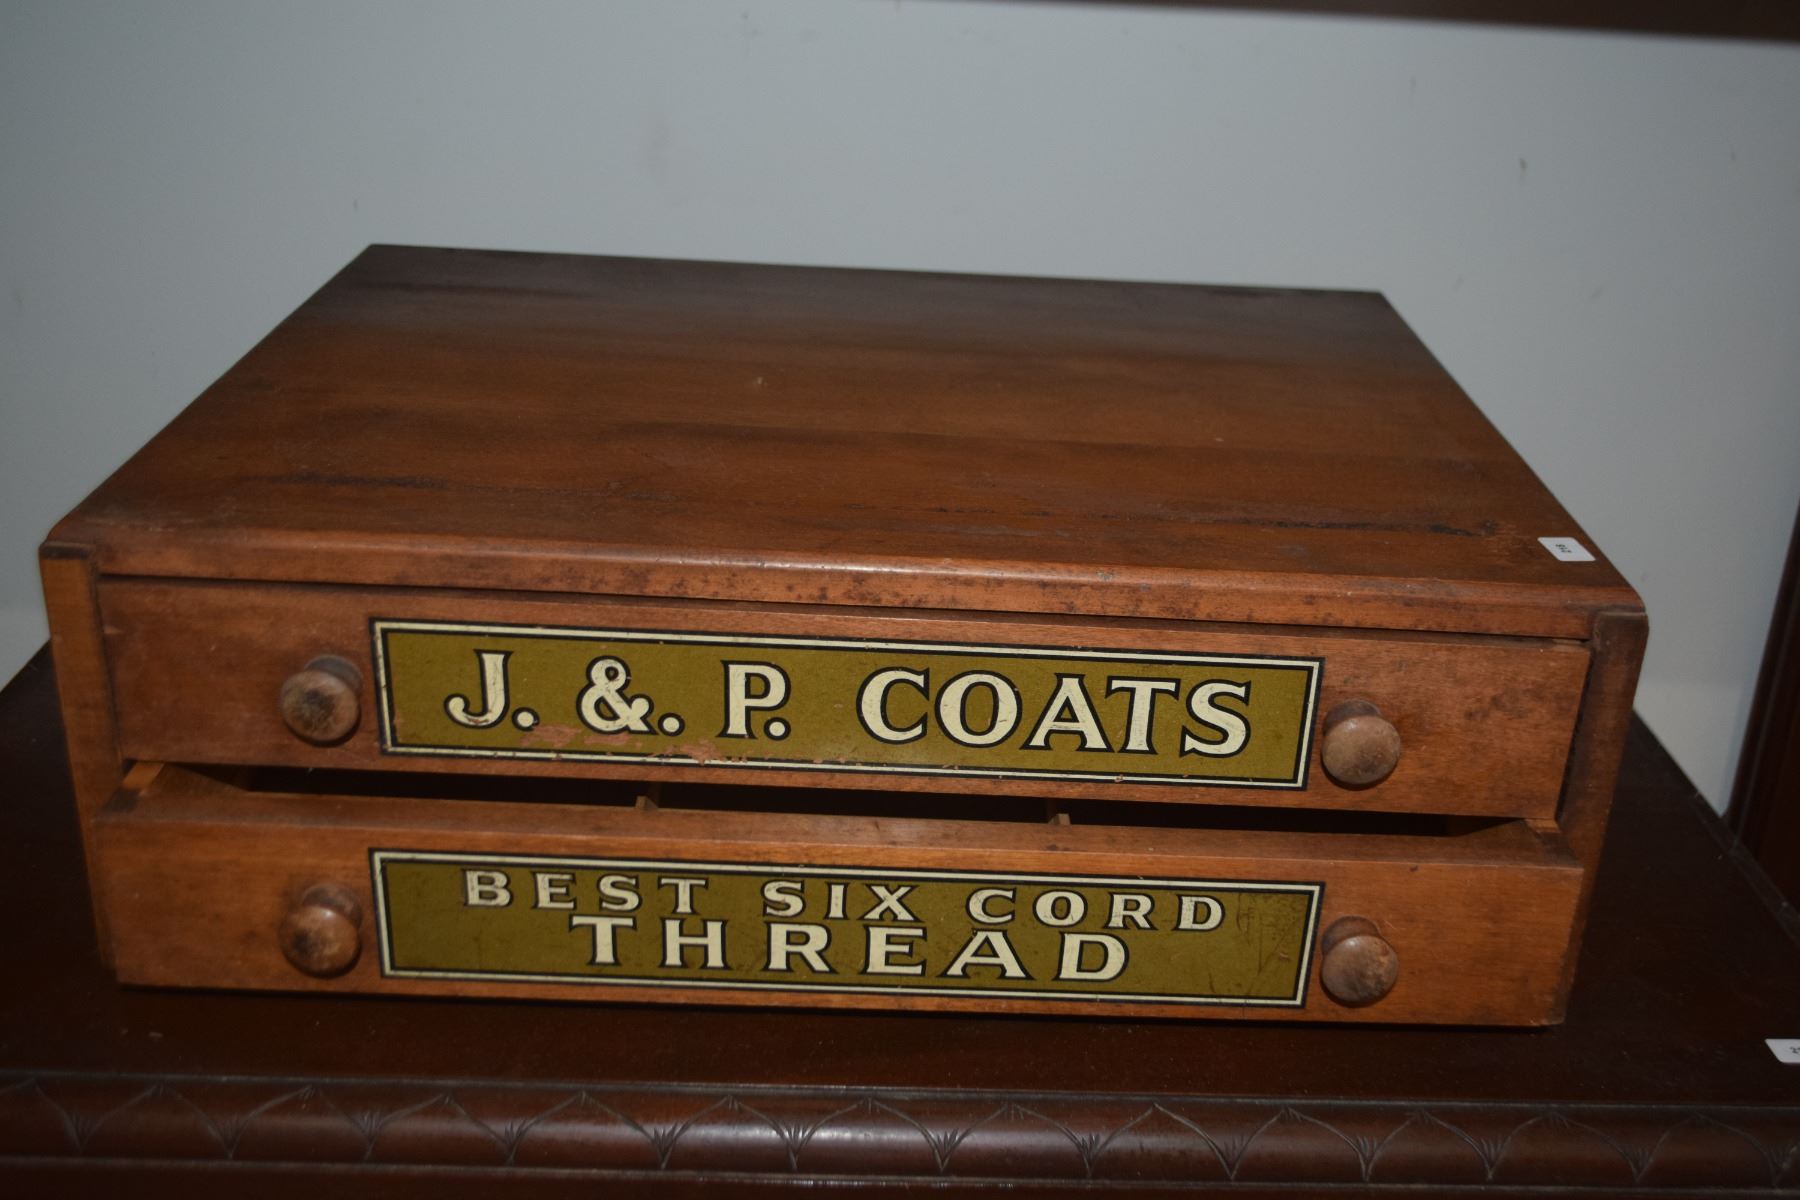 J. & P. COATS
BEST SIX CORD
THREAD